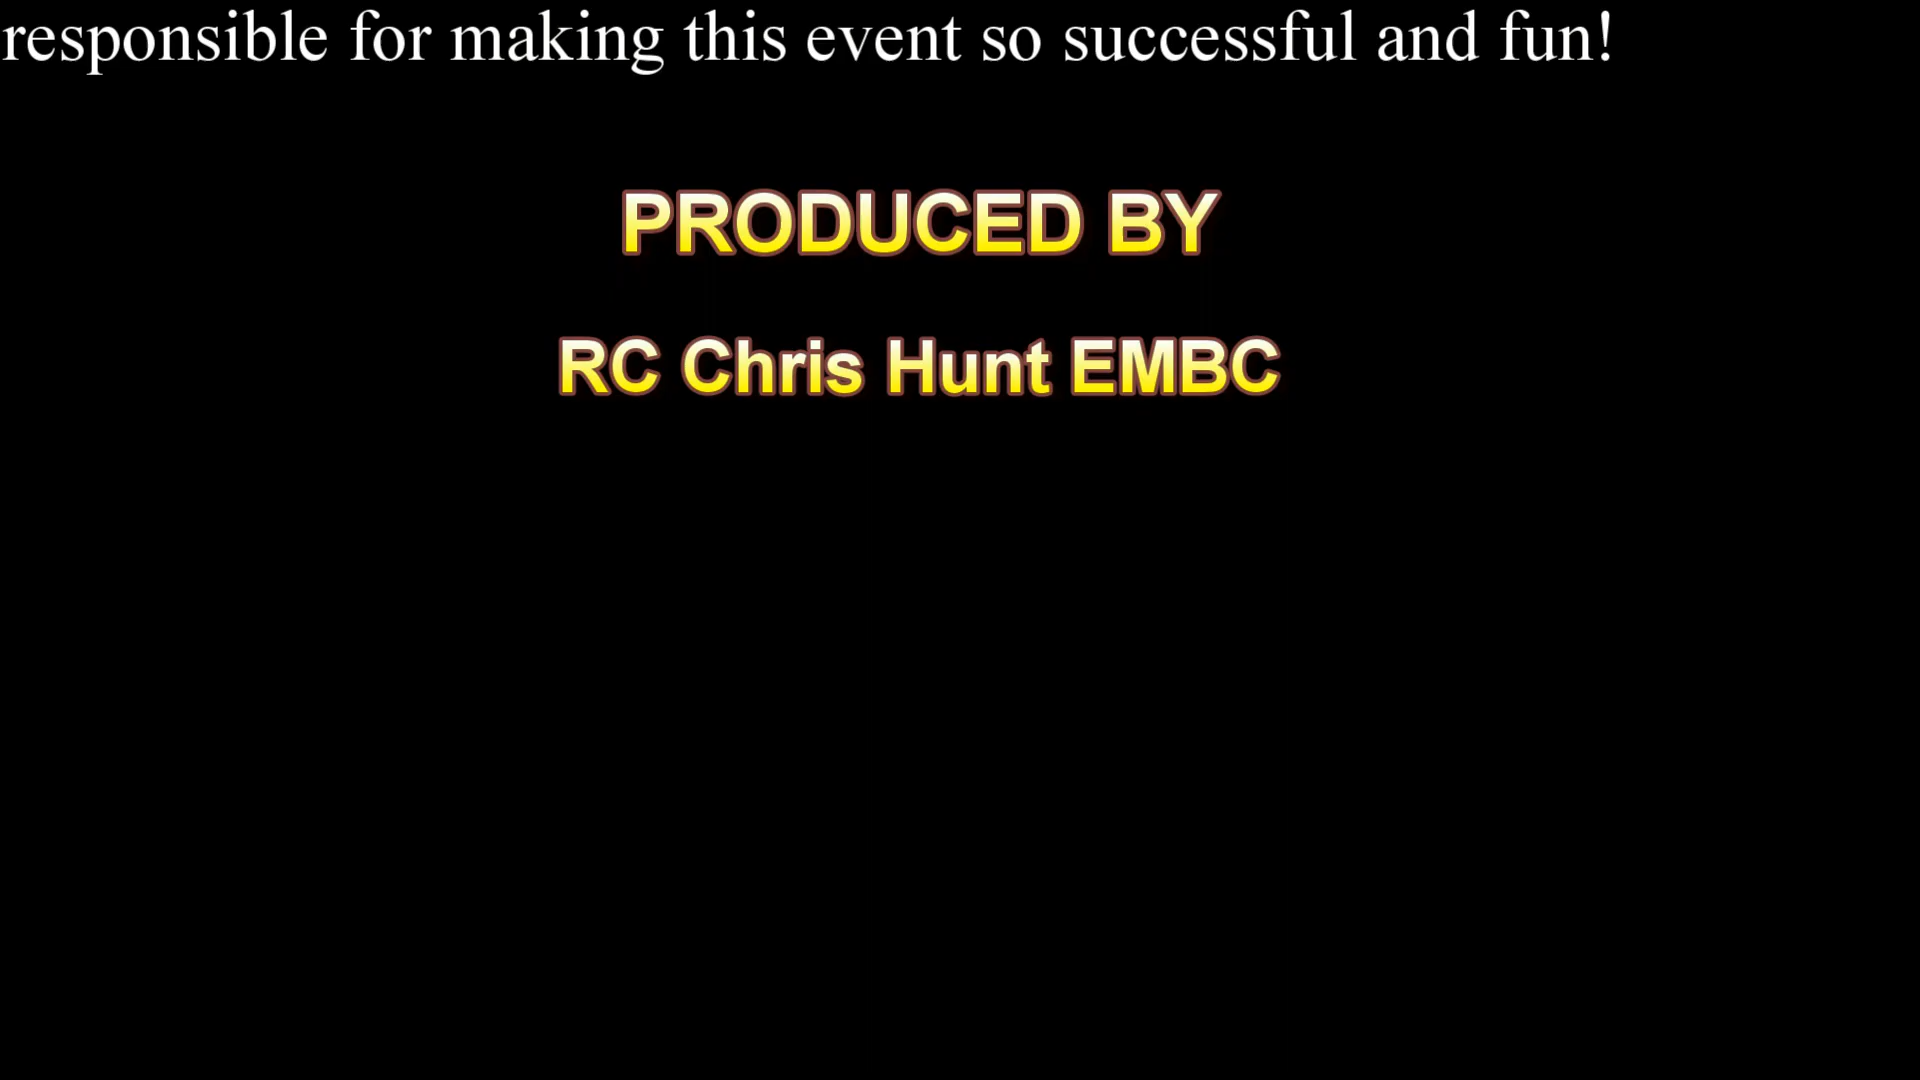 responsible for making this event so successful and fun!
PRODUCED BY
RC Chris Hunt EMBC